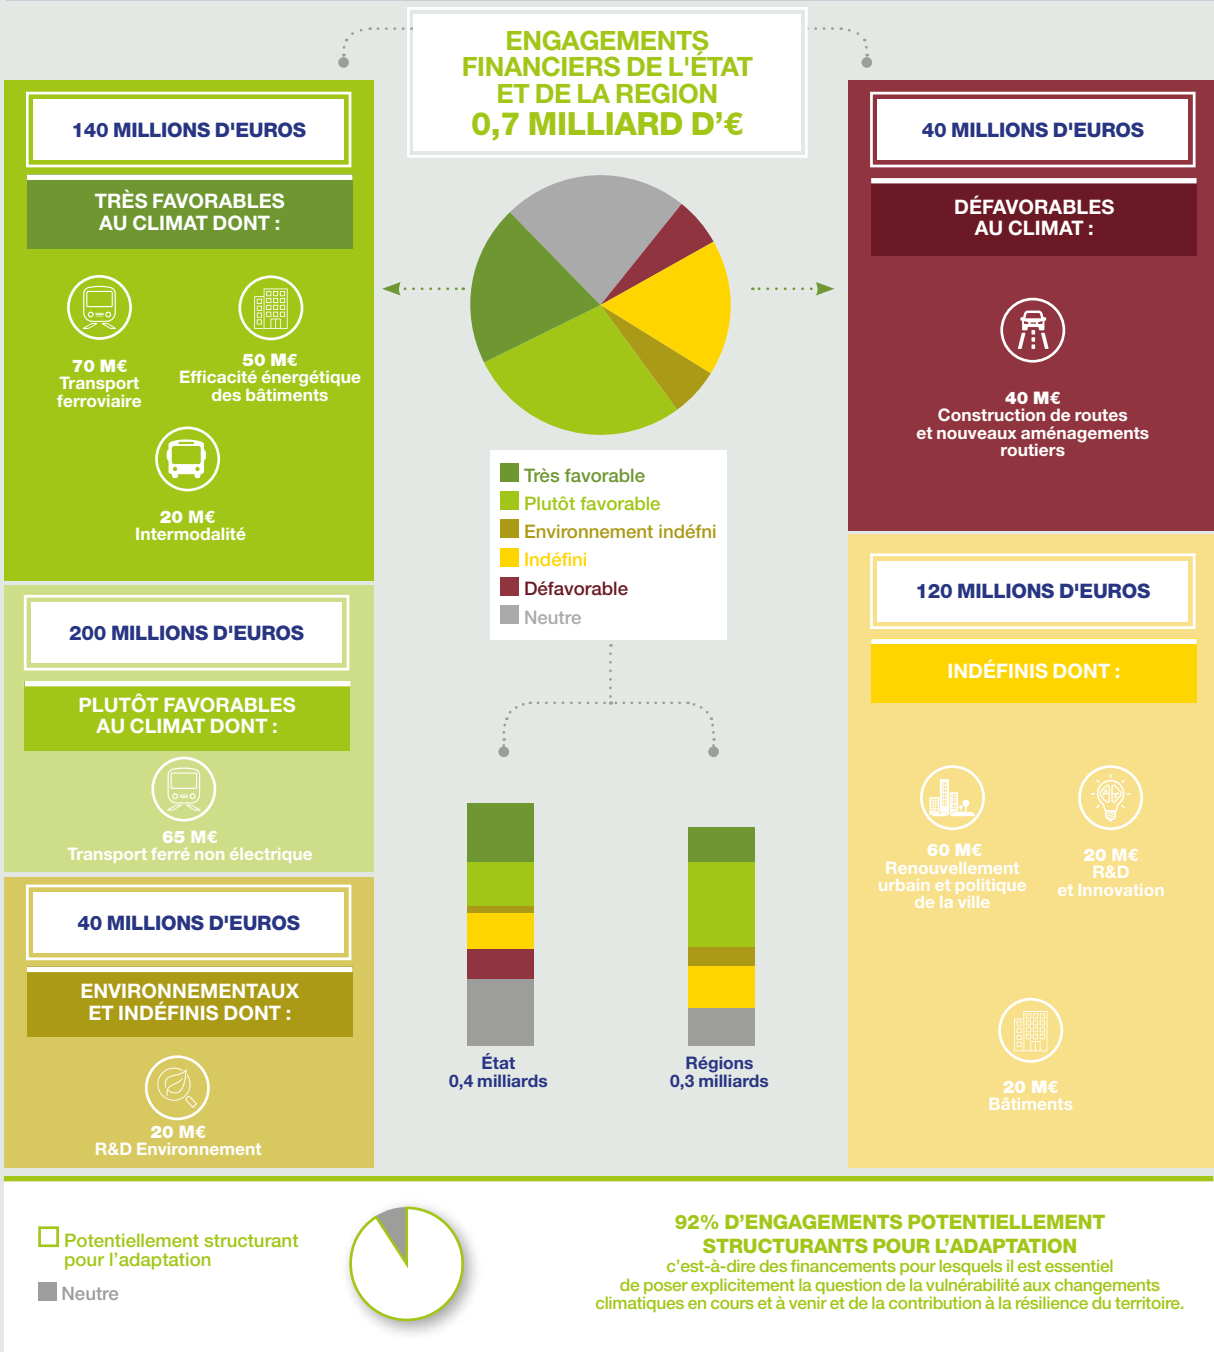 ENGAGEMENTS
FINANCIERS DE L'ÉTAT
ET DE LA REGION
0,7 MILLIARD D’€
140 MILLIONS D'EUROS
TRÈS FAVORABLES
AU CLIMAT DONT :
70 M€
Transport
ferroviaire
50 M€
Efficacité énergétique
des bâtiments
20 M€
Intermodalité
200 MILLIONS D'EUROS
PLUTÔT FAVORABLES
AU CLIMAT DONT :
65 M€
Transport ferré non électrique
40 MILLIONS D'EUROS
ENVIRONNEMENTAUX
ET INDÉFINIS DONT :
20 M€
R&D Environnement
Très favorable
Plutôt favorable
Environnement indéfni
Indéfini
Défavorable
Neutre
État
0,4 milliards
Régions
0,3 milliards
40 MILLIONS D'EUROS
DÉFAVORABLES
AU CLIMAT :
40 M€
Construction de routes
et nouveaux aménagements
routiers
120 MILLIONS D'EUROS
INDÉFINIS DONT :
60 M€
Renouvellement
urbain et politique
de la ville
20 M€
R&D
et Innovation
20 M€
Bâtiments
Potentiellement structurant
pour l’adaptation
Neutre
92% D’ENGAGEMENTS POTENTIELLEMENT
STRUCTURANTS POUR L’ADAPTATION
c’est-à-dire des financements pour lesquels il est essentiel
de poser explicitement la question de la vulnérabilité aux changements
climatiques en cours et à venir et de la contribution à la résilience du territoire.